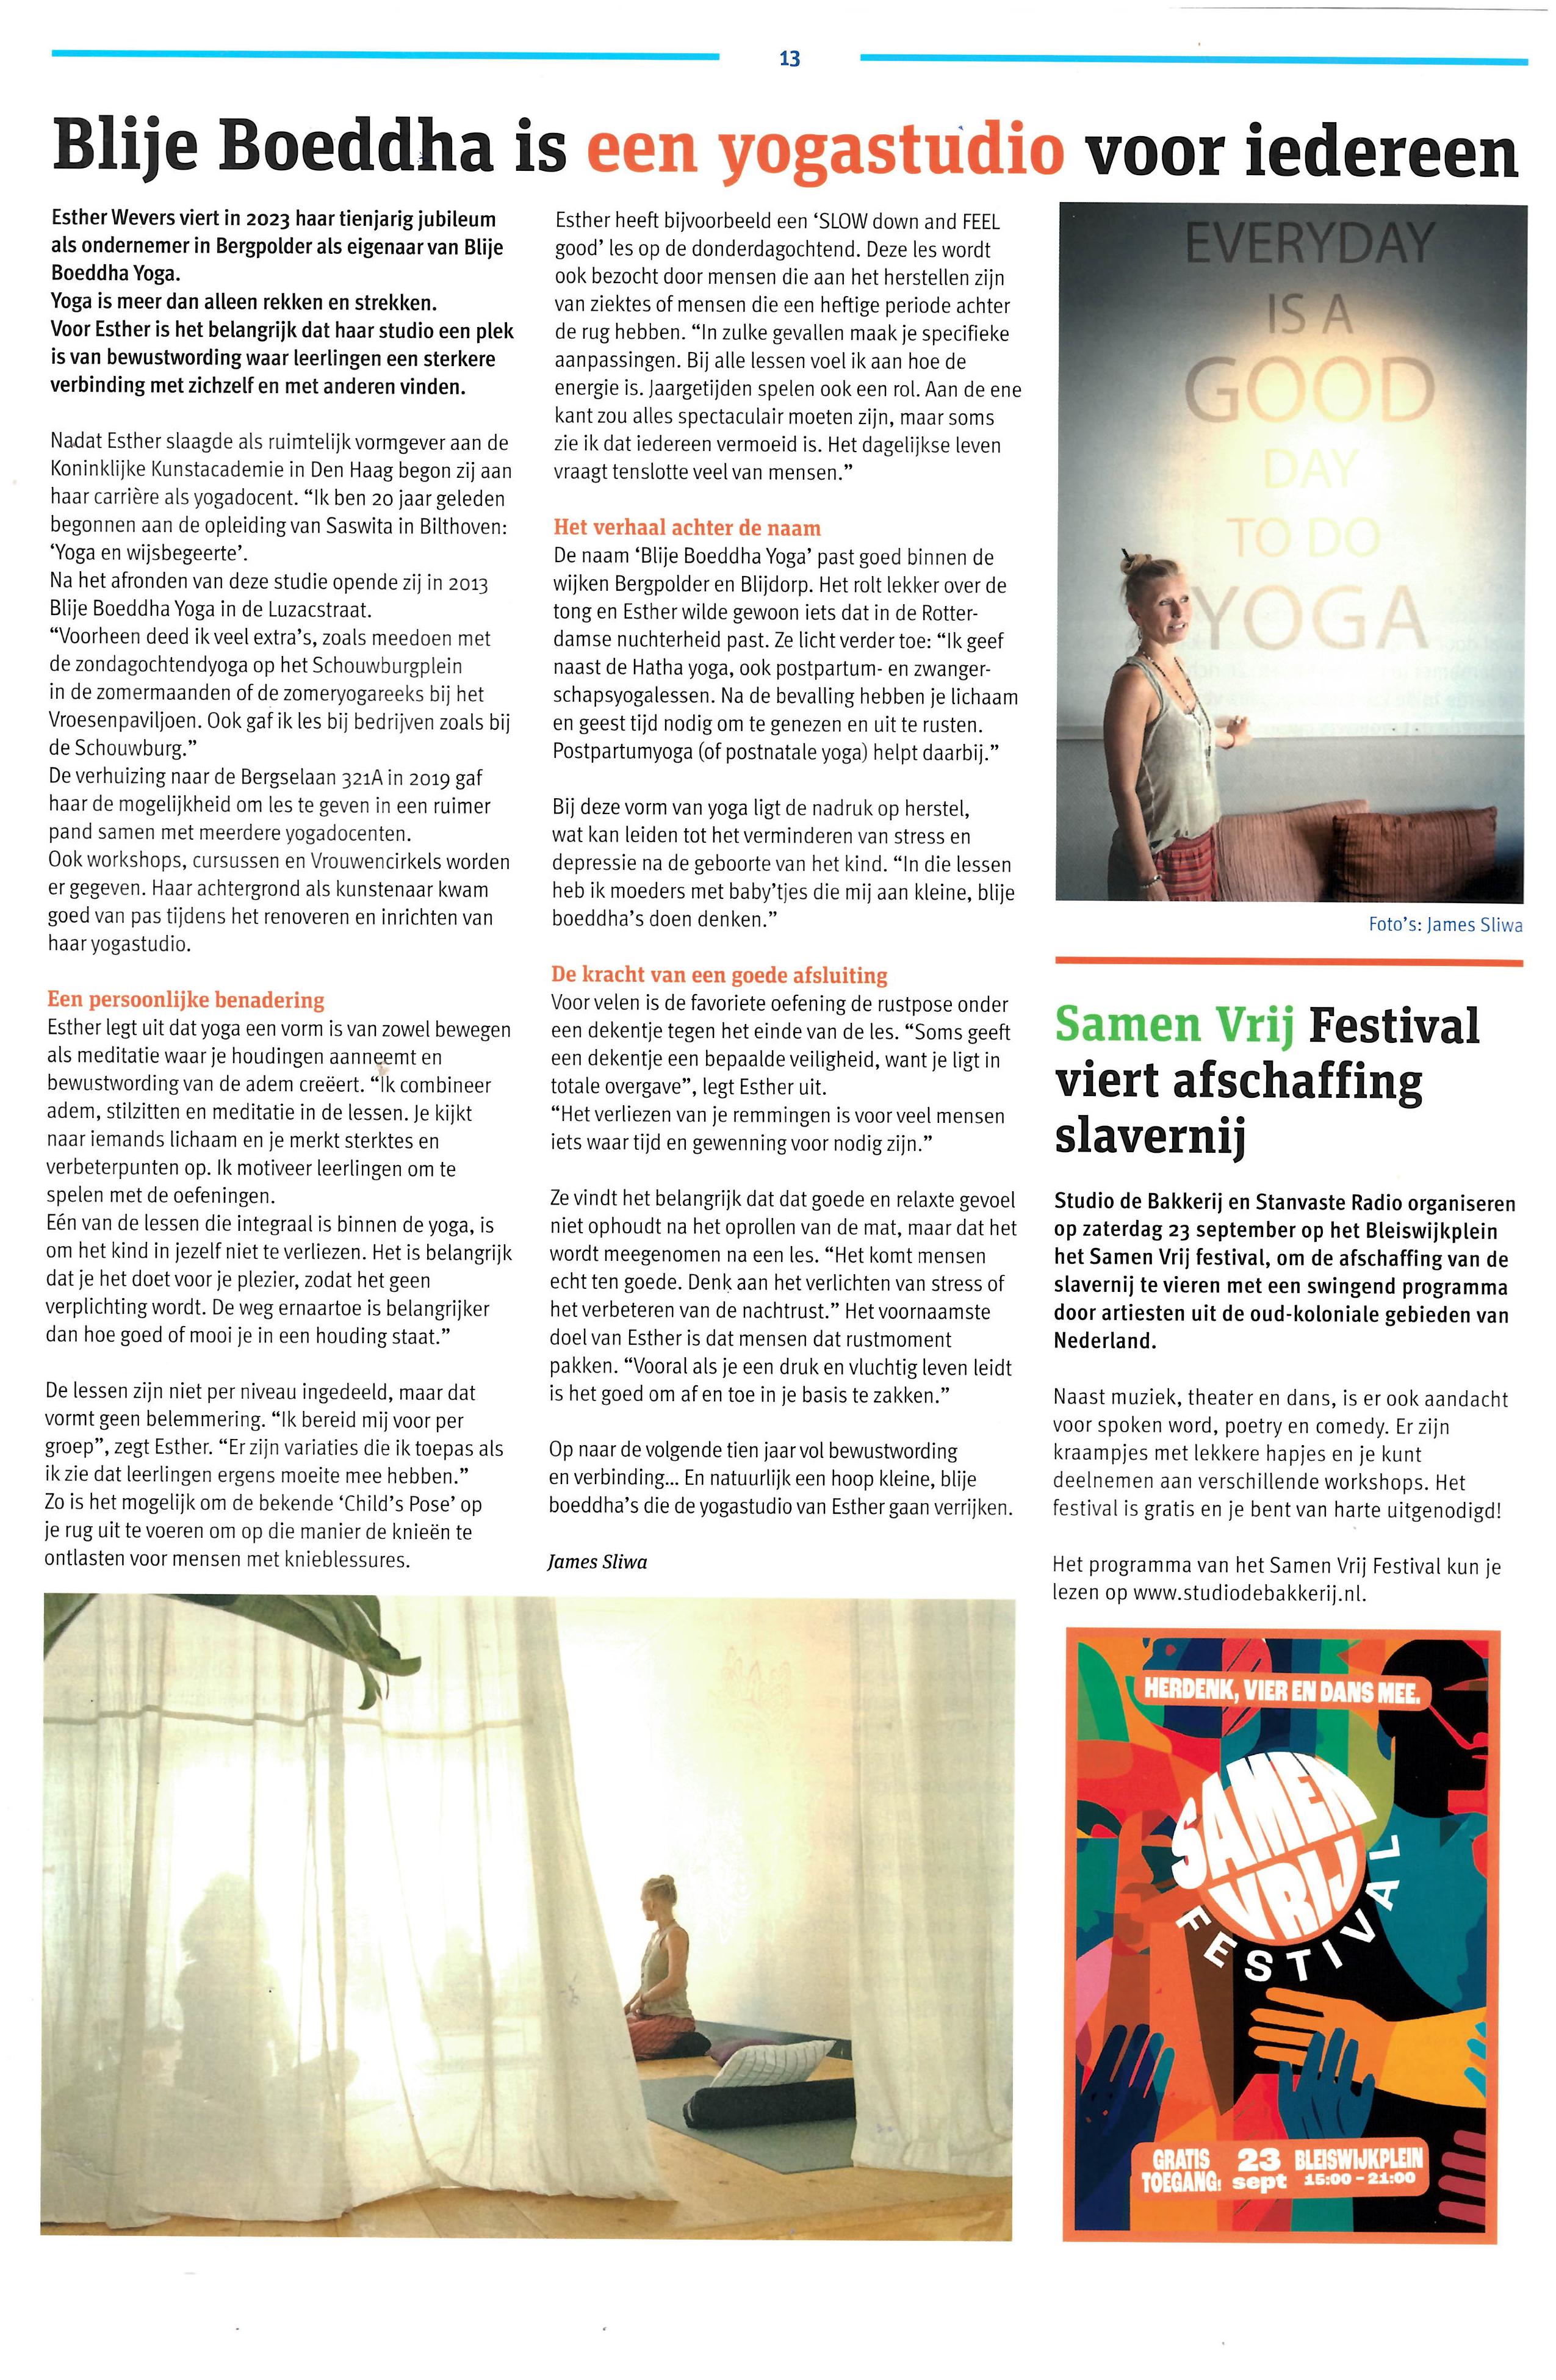 13
Blije Boeddha is een yogastudio voor iedereen
Esther Wevers viert in 2023 haar tienjarig jubileum
als ondernemer in Bergpolder als eigenaar van Blije
Boeddha Yoga.
Yoga is meer dan alleen rekken en strekken.
Voor Esther is het belangrijk dat haar studio een plek
is van bewustwording waar leerlingen een sterkere
verbinding met zichzelf en met anderen vinden.
Nadat Esther slaagde als ruimtelijk vormgever aan de
Koninklijke Kunstacademie in Den Haag begon zij aan
haar carrière als yogadocent. “Ik ben 20 jaar geleden
begonnen aan de opleiding van Saswita in Bilthoven:
‘Yoga en wijsbegeerte’.
Na het afronden van deze studie opende zij in 2013
Blije Boeddha Yoga in de Luzacstraat.
“Voorheen deed ik veel extra’s, zoals meedoen met
de zondagochtendyoga op het Schouwburgplein
in de zomermaanden of de zomeryogareeks bij het
Vroesenpaviljoen. Ook gaf ik les bij bedrijven zoals bij
de Schouwburg.”
De verhuizing naar de Bergselaan 321A in 2019 gaf
haar de mogelijkheid om les te geven in een ruimer
pand samen met meerdere yogadocenten.
Ook workshops, cursussen en Vrouwencirkels worden
er gegeven. Haar achtergrond als kunstenaar kwam
goed van pas tijdens het renoveren en inrichten van
haar yogastudio.
Een persoonlijke benadering
Esther legt uit dat yoga een vorm is van zowel bewegen
als meditatie waar je houdingen aanneemt en
bewustwording van de adem creëert. “Ik combineer
adem, stilzitten en meditatie in de lessen. Je kijkt
naar iemands lichaam en je merkt sterktes en
verbeterpunten op. Ik motiveer leerlingen om te
spelen met de oefeningen.
Eén van de lessen die integraal is binnen de yoga, is
om het kind in jezelf niet te verliezen. Het is belangrijk
dat je het doet voor je plezier, zodat het geen
verplichting wordt. De weg ernaartoe is belangrijker
dan hoe goed of mooi je in een houding staat.”
De lessen zijn niet per niveau ingedeeld, maar dat
vormt geen belemmering. “Ik bereid mij voor per
groep”, zegt Esther. “Er zijn variaties die ik toepas als
ik zie dat leerlingen ergens moeite mee hebben.”
Zo is het mogelijk om de bekende ‘Child’s Pose’ op
je rug uit te voeren om op die manier de knieën te
ontlasten voor mensen met knieblessures.
Esther heeft bijvoorbeeld een ‘SLOW down and FEEL
good’ les op de donderdagochtend. Deze les wordt
ook bezocht door mensen die aan het herstellen zijn
van ziektes of mensen die een heftige periode achter
de rug hebben. “In zulke gevallen maak je specifieke
aanpassingen. Bij alle lessen voel ik aan hoe de
energie is. Jaargetijden spelen ook een rol. Aan de ene
kant zou alles spectaculair moeten zijn, maar soms
zie ik dat iedereen vermoeid is. Het dagelijkse leven
vraagt tenslotte veel van mensen.”
Het verhaal achter de naam
De naam ‘Blije Boeddha Yoga’ past goed binnen de
wijken Bergpolder en Blijdorp. Het rolt lekker over de
tong en Esther wilde gewoon iets dat in de Rotter-
damse nuchterheid past. Ze licht verder toe: “Ik geef
naast de Hatha yoga, ook postpartum- en zwanger-
schapsyogalessen. Na de bevalling hebben je lichaam
en geest tijd nodig om te genezen en uit te rusten.
Postpartumyoga (of postnatale yoga) helpt daarbij.”
Bij deze vorm van yoga ligt de nadruk op herstel,
wat kan leiden tot het verminderen van stress en
depressie na de geboorte van het kind. “In die lessen
heb ik moeders met baby’tjes die mij aan kleine, blije
boeddha’s doen denken.”
De kracht van een goede afsluiting
Voor velen is de favoriete oefening de rustpose onder
een dekentje tegen het einde van de les. “Soms geeft
een dekentje een bepaalde veiligheid, want je ligt in
totale overgave”, legt Esther uit.
“Het verliezen van je remmingen is voor veel mensen
iets waar tijd en gewenning voor nodig zijn.”
Ze vindt het belangrijk dat dat goede en relaxte gevoel
niet ophoudt na het oprollen van de mat, maar dat het
wordt meegenomen na een les. “Het komt mensen
echt ten goede. Denk aan het verlichten van stress of
het verbeteren van de nachtrust.” Het voornaamste
doel van Esther is dat mensen dat rustmoment
pakken. “Vooral als je een druk en vluchtig leven leidt
is het goed om af en toe in je basis te zakken.”
Op naar de volgende tien jaar vol bewustwording
en verbinding... En natuurlijk een hoop kleine, blije
boeddha’s die de yogastudio van Esther gaan verrijken.
James Sliwa
EVERYDAY
IS A
GOOD
DAY
TO DO
YOGA
Foto’s: James Sliwa
Samen Vrij Festival
viert afschaffing
slavernij
Studio de Bakkerij en Stanvaste Radio organiseren
op zaterdag 23 september op het Bleiswijkplein
het Samen Vrij festival, om de afschaffing van de
slavernij te vieren met een swingend programma
door artiesten uit de oud-koloniale gebieden van
Nederland.
Naast muziek, theater en dans, is er ook aandacht
voor spoken word, poetry en comedy. Er zijn
kraampjes met lekkere hapjes en je kunt
deelnemen aan verschillende workshops. Het
festival is gratis en je bent van harte uitgenodigd!
Het programma van het Samen Vrij Festival kun je
lezen op www.studiodebakkerij.nl.
HERDENK, VIER EN DANS MEE.
SAMEN
VRIJ
FESTIVAL
GRATIS TOEGANG!
23 sept
BLEISWIJKPLEIN
15:00 - 21:00